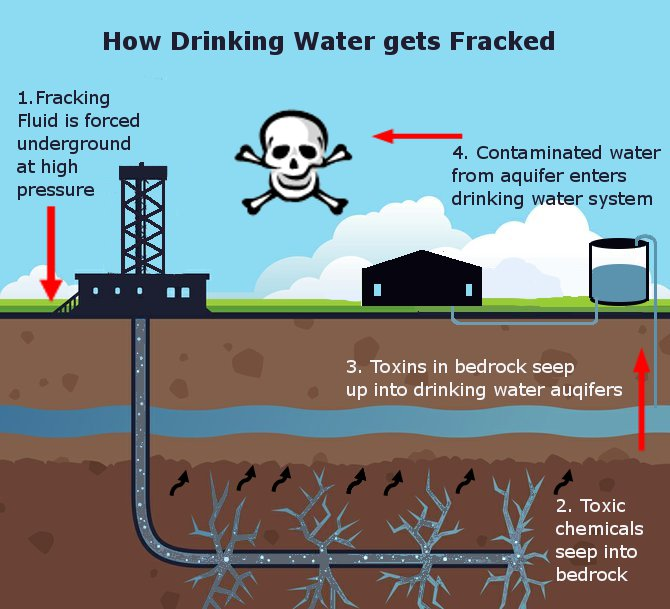 How Drinking Water gets Fracked
1.Fracking
Fluid is forced
underground
at high
pressure
4. Contaminated water
from aquifer enters
drinking water system
3. Toxins in bedrock seep
up into drinking water auqifers
2. Toxic
chemicals
seep into
bedrock